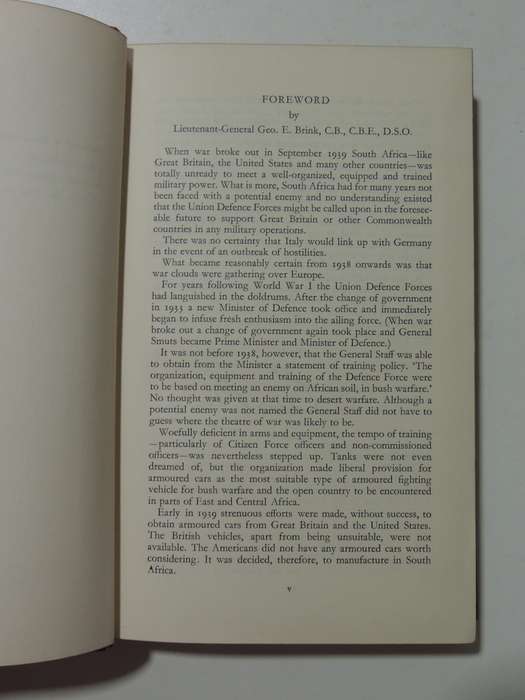 FOREWORD
by
Lieutenant-General Geo. E. Brink, C.B., C.B.E., D.S.O.
When war broke out in September 1939 South Africa—like
Great Britain, the United States and many other countries—was
totally unready to meet a well-organized, equipped and trained
military power. What is more, South Africa had for many years not
been faced with a potential enemy and no understanding existed
that the Union Defence Forces might be called upon in the foresee-
able future to support Great Britain or other Commonwealth
countries in any military operations.
There was no certainty that Italy would link up with Germany
in the event of an outbreak of hostilities.
What became reasonably certain from 1938 onwards was that
war clouds were gathering over Europe.
For years following World War I the Union Defence Forces
had languished in the doldrums. After the change of government
in 1933 a new Minister of Defence took office and immediately
began to infuse fresh enthusiasm into the ailing force. (When war
broke out a change of government again took place and General
Smuts became Prime Minister and Minister of Defence.)
It was not before 1938, however, that the General Staff was able
to obtain from the Minister a statement of training policy. 'The
organization, equipment and training of the Defence Force were
to be based on meeting an enemy on African soil, in bush warfare.'
No thought was given at that time to desert warfare. Although a
potential enemy was not named the General Staff did not have to
guess where the theatre of war was likely to be.
Woefully deficient in arms and equipment, the tempo of training
—particularly of Citizen Force officers and non-commissioned
officers—was nevertheless stepped up. Tanks were not even
dreamed of, but the organization made liberal provision for
armoured cars as the most suitable type of armoured fighting
vehicle for bush warfare and the open country to be encountered
in parts of East and Central Africa.
Early in 1939 strenuous efforts were made, without success, to
obtain armoured cars from Great Britain and the United States.
The British vehicles, apart from being unsuitable, were not
available. The Americans did not have any armoured cars worth
considering. It was decided, therefore, to manufacture in South
Africa.
v